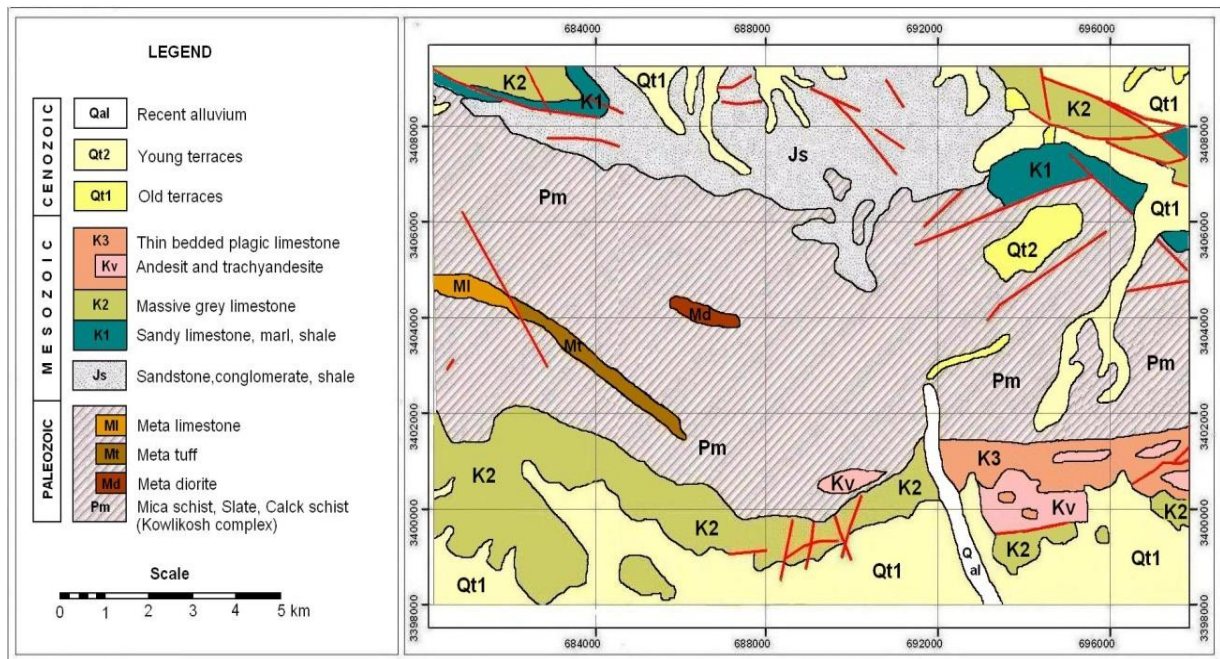 LEGEND
CENOZOIC
Qal Recent alluvium
Qt2 Young terraces
Qt1 Old terraces
MESOZOIC
K3 Thin bedded plagic limestone
Kv Andesit and trachyandesite
K2 Massive grey limestone
K1 Sandy limestone, marl, shale
Js Sandstone,conglomerate, shale
PALEOZOIC
Ml Meta limestone
Mt Meta tuff
Md Meta diorite
Pm Mica schist, Slate, Calck schist
(Kowlikosh complex)
Scale
0 1 2 3 4 5 km
684000 688000 692000 696000
3408000 3408000
3406000 3406000
3404000 3404000
3402000 3402000
3400000 3400000
3398000 3398000
K2 Qt1 K2 Qt1
K1
Js K1
Pm
Qt1
Qt2
Ml
Md
Mt
Pm Pm
Pm
K2 Kv K2 K3
Kv K2
K2
Q al K2
Qt1 Qt1 Qt1
684000 688000 692000 696000